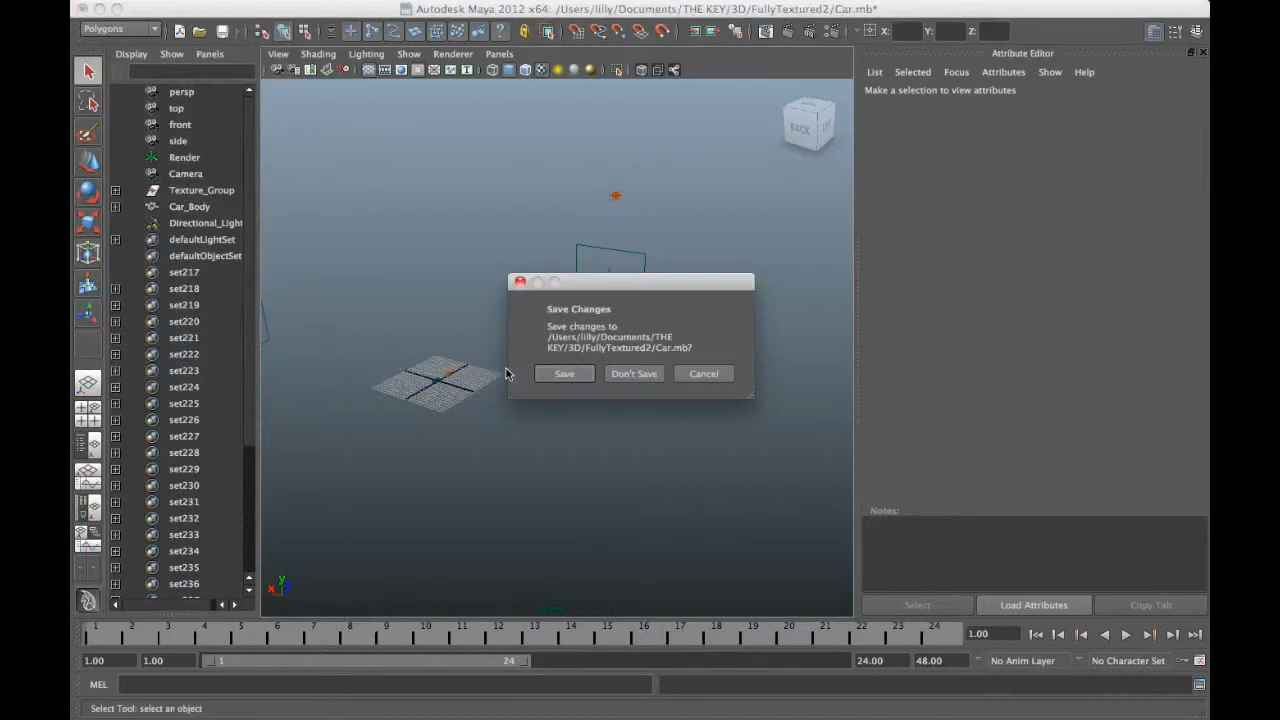 Autodesk Maya 2012 x64: /Users/lilly/Documents/THE KEY/3D/FullyTextured2/Car.mb*
Polygons
X:
Y:
Z:
Display Show Panels
View Shading Lighting Show Renderer Panels
Attribute Editor
List Selected Focus Attributes Show Help
Make a selection to view attributes
persp
top
front
side
Render
Camera
Texture_Group
Car_Body
Directional_Light
defaultLightSet
defaultObjectSet
set217
set218
set219
set220
set221
set222
set223
set224
set225
set226
set227
set228
set229
set230
set231
set232
set233
set234
set235
set236
BACK
Save Changes
Save changes to
/Users/lilly/Documents/THE
KEY/3D/FullyTextured2/Car.mb?
Save Don't Save Cancel
y
x
Notes:
Select Load Attributes Copy Tab
1 2 3 4 5 6 7 8 9 10 11 12 13 14 15 16 17 18 19 20 21 22 23 24 1.00
1.00 1.00 1 24 24.00 48.00 No Anim Layer No Character Set
MEL
Select Tool: select an object